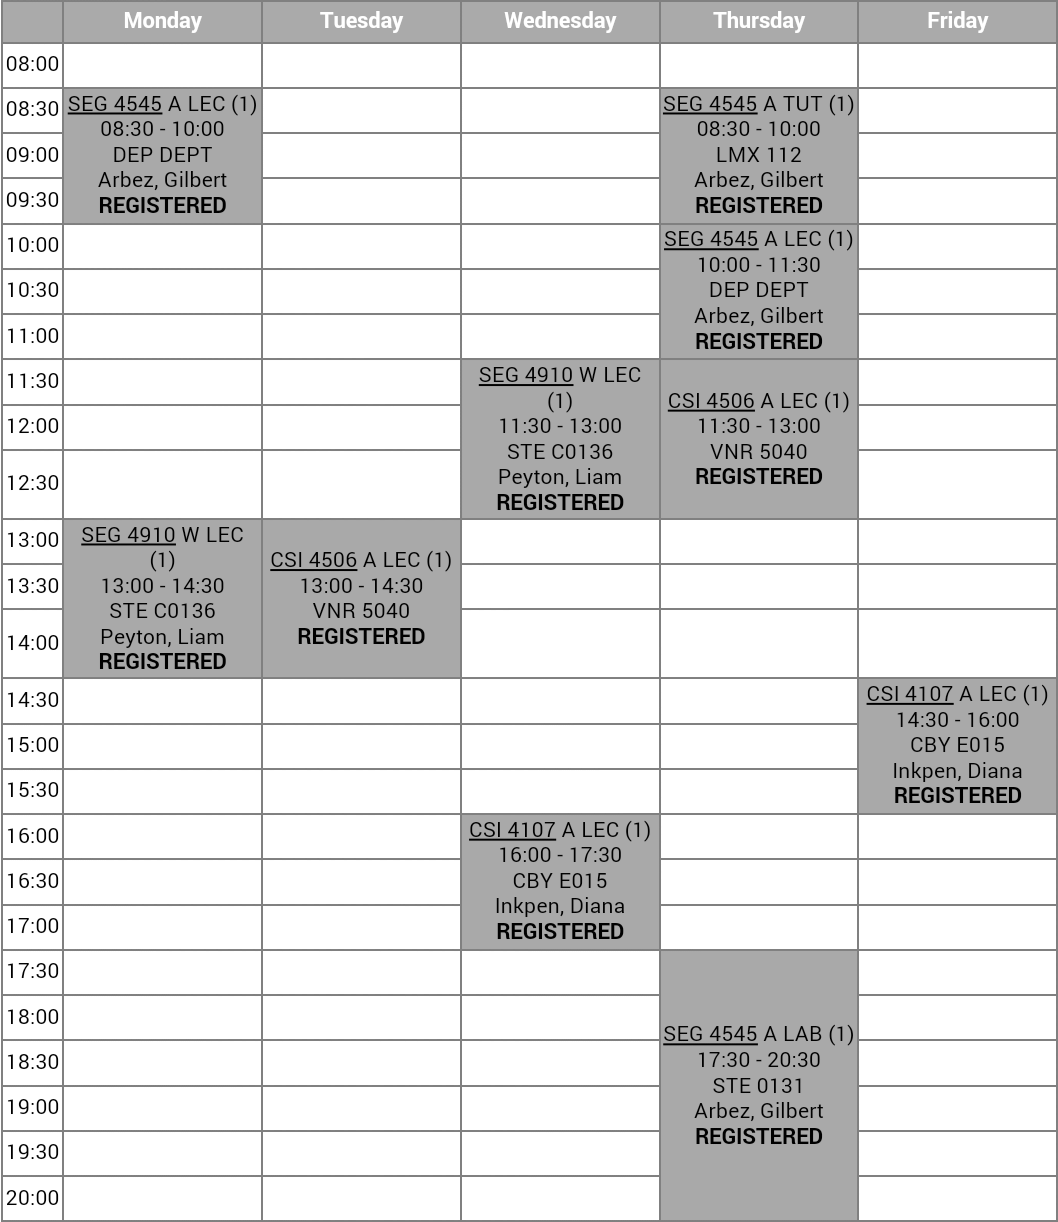 Monday Tuesday Wednesday Thursday Friday
08:00
08:30
SEG 4545 A LEC (1)
08:30 - 10:00
DEP DEPT
Arbez, Gilbert
REGISTERED
SEG 4545 A TUT (1)
08:30 - 10:00
LMX 112
Arbez, Gilbert
REGISTERED
09:00
09:30
10:00
SEG 4545 A LEC (1)
10:00 - 11:30
DEP DEPT
Arbez, Gilbert
REGISTERED
10:30
11:00
11:30
SEG 4910 W LEC
(1)
11:30 - 13:00
STE C0136
Peyton, Liam
REGISTERED
CSI 4506 A LEC (1)
11:30 - 13:00
VNR 5040
REGISTERED
12:00
12:30
13:00
SEG 4910 W LEC
(1)
13:00 - 14:30
STE C0136
Peyton, Liam
REGISTERED
CSI 4506 A LEC (1)
13:00 - 14:30
VNR 5040
REGISTERED
13:30
14:00
14:30
CSI 4107 A LEC (1)
14:30 - 16:00
CBY E015
Inkpen, Diana
REGISTERED
15:00
15:30
16:00
CSI 4107 A LEC (1)
16:00 - 17:30
CBY E015
Inkpen, Diana
REGISTERED
16:30
17:00
17:30
SEG 4545 A LAB (1)
17:30 - 20:30
STE 0131
Arbez, Gilbert
REGISTERED
18:00
18:30
19:00
19:30
20:00